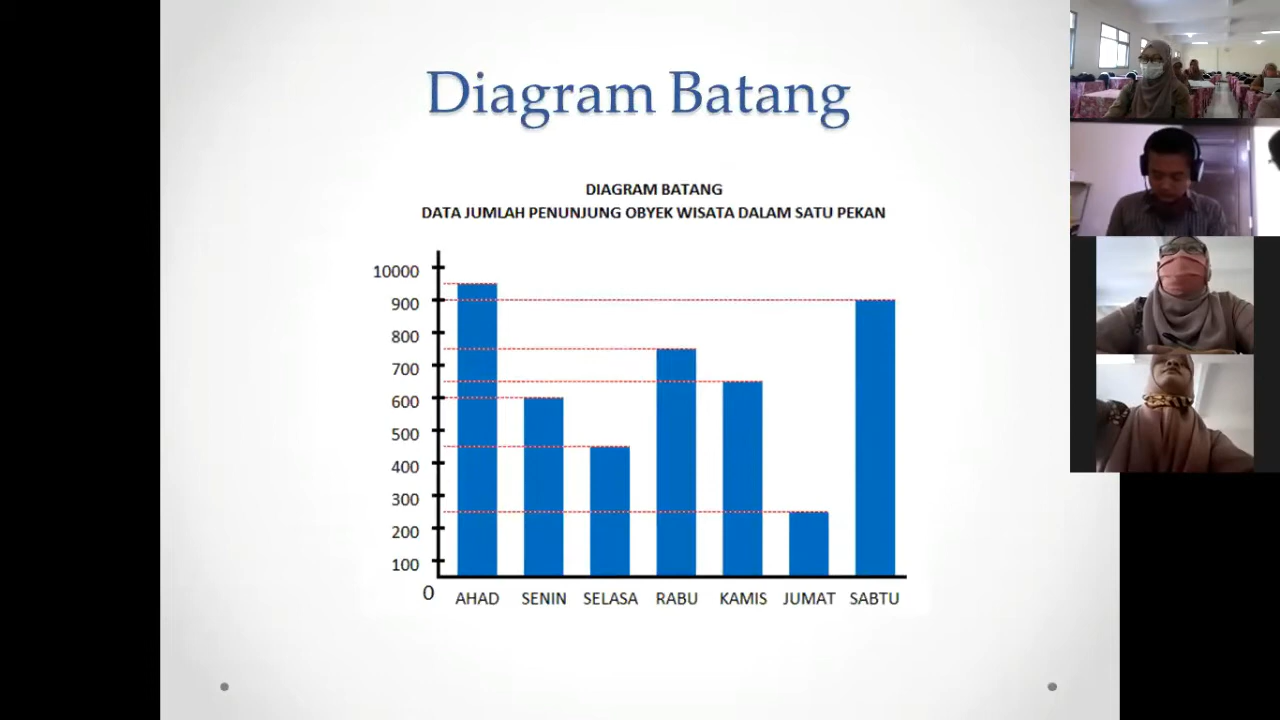 Diagram Batang
DIAGRAM BATANG
DATA JUMLAH PENUNJUNG OBYEK WISATA DALAM SATU PEKAN
10000
900
800
700
600
500
400
300
200
100
0
AHAD SENIN SELASA RABU KAMIS JUMAT SABTU